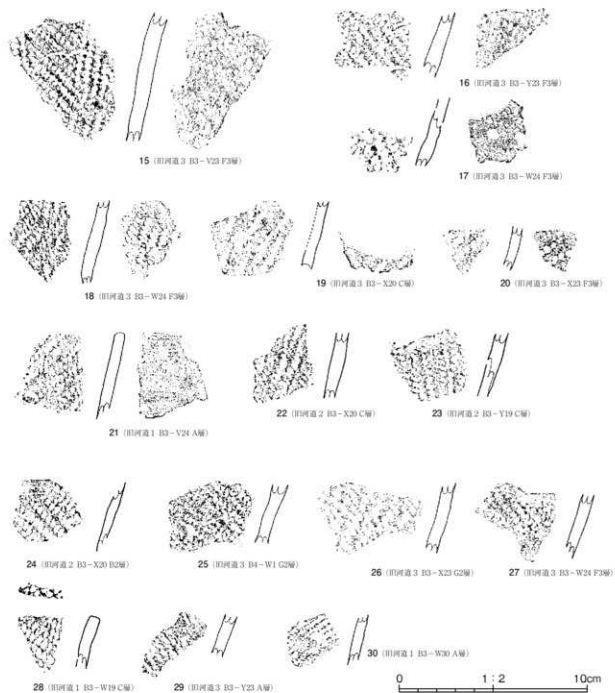 15 (旧河道3 B3-V23 F3層)
16 (旧河道3 B3-Y23 F3層)
17 (旧河道3 B3-W24 F3層)
18 (旧河道3 B3-W24 F3層)
19 (旧河道3 B3-X20 C層)
20 (旧河道3 B3-X23 F3層)
21 (旧河道1 B3-V24 A層)
22 (旧河道2 B3-X20 C層)
23 (旧河道2 B3-Y19 C層)
24 (旧河道2 B3-X20 B2層)
25 (旧河道3 B4-W1 G2層)
26 (旧河道3 B3-X23 G2層)
27 (旧河道3 B3-W24 F3層)
28 (旧河道1 B3-W19 C層)
29 (旧河道3 B3-Y23 A層)
30 (旧河道1 B3-W30 A層)
0 1:2 10cm